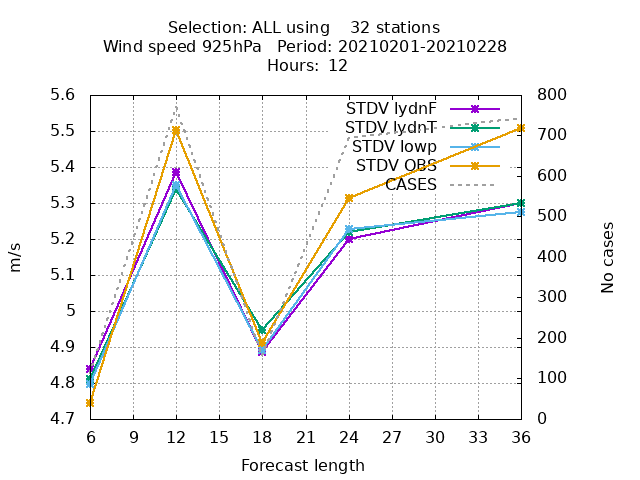 Selection: ALL using    32 stations
Wind speed 925hPa   Period: 20210201-20210228
Hours:  12
5.6
5.5
5.4
5.3
5.2
5.1
5
4.9
4.8
4.7
m/s
800
700
600
500
400
300
200
100
0
No cases
STDV lydnF
STDV lydnT
STDV lowp
STDV OBS
CASES
6 9 12 15 18 21 24 27 30 33 36
Forecast length